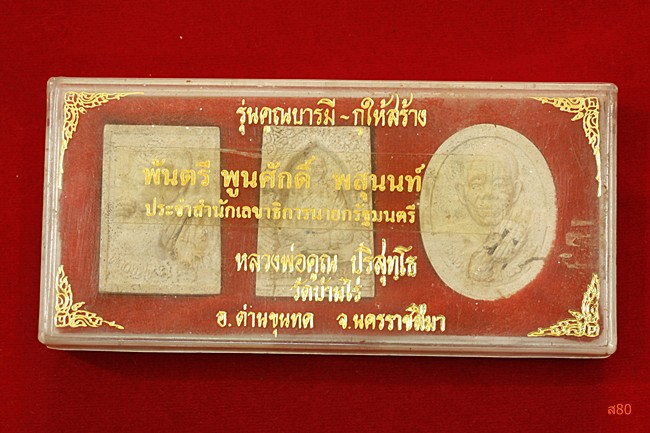 รุ่นคุณบารมี ~ กูให้สร้าง
พันตรี พูนศักดิ์ พสุนนท์
ประจำสำนักเลขาธิการนายกรัฐมนตรี
หลวงพ่อคูณ ปริสุทฺโธ
วัดบ้านไร่
อ.ด่านขุนทด จ.นครราชสีมา
ส80